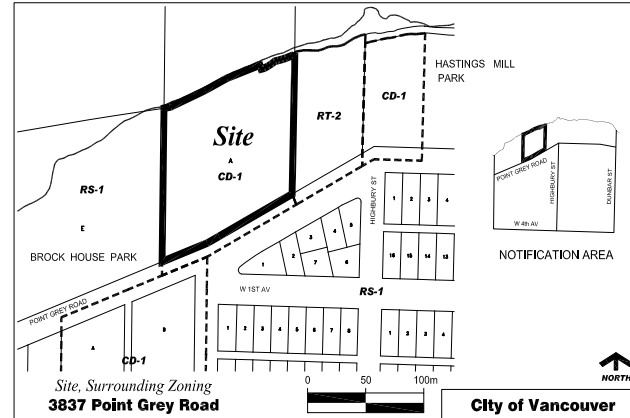 HASTINGS MILL
PARK
CD-1
RT-2
Site
A
CD-1
RS-1
E
BROCK HOUSE PARK
POINT GREY ROAD
HIGHBURY ST
1 2 3 4
3 4 5
1 2 7 6
16 15 14 13
W 1ST AV
RS-1
1 2 3 4 5 6 7 8
1 2 3 4
A
B
CD-1
POINT GREY ROAD
HIGHBURY ST
DUNBAR ST
W 4th AV
NOTIFICATION AREA
Site, Surrounding Zoning
3837 Point Grey Road
0 50 100m
NORTH
City of Vancouver